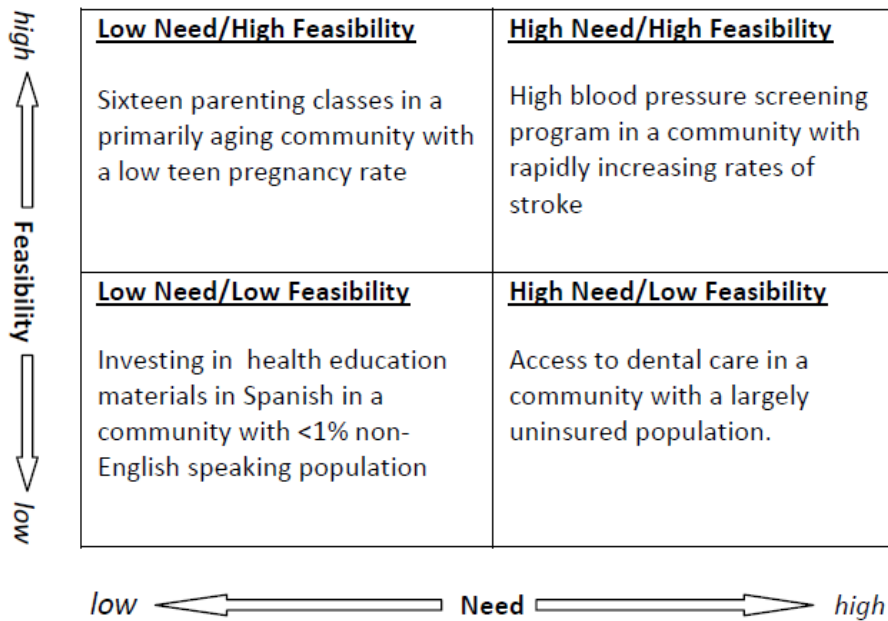 high
Feasibility
low
Low Need/High Feasibility
Sixteen parenting classes in a
primarily aging community with
a low teen pregnancy rate
High Need/High Feasibility
High blood pressure screening
program in a community with
rapidly increasing rates of
stroke
Low Need/Low Feasibility
Investing in  health education
materials in Spanish in a
community with <1% non-
English speaking population
High Need/Low Feasibility
Access to dental care in a
community with a largely
uninsured population.
low
Need
high